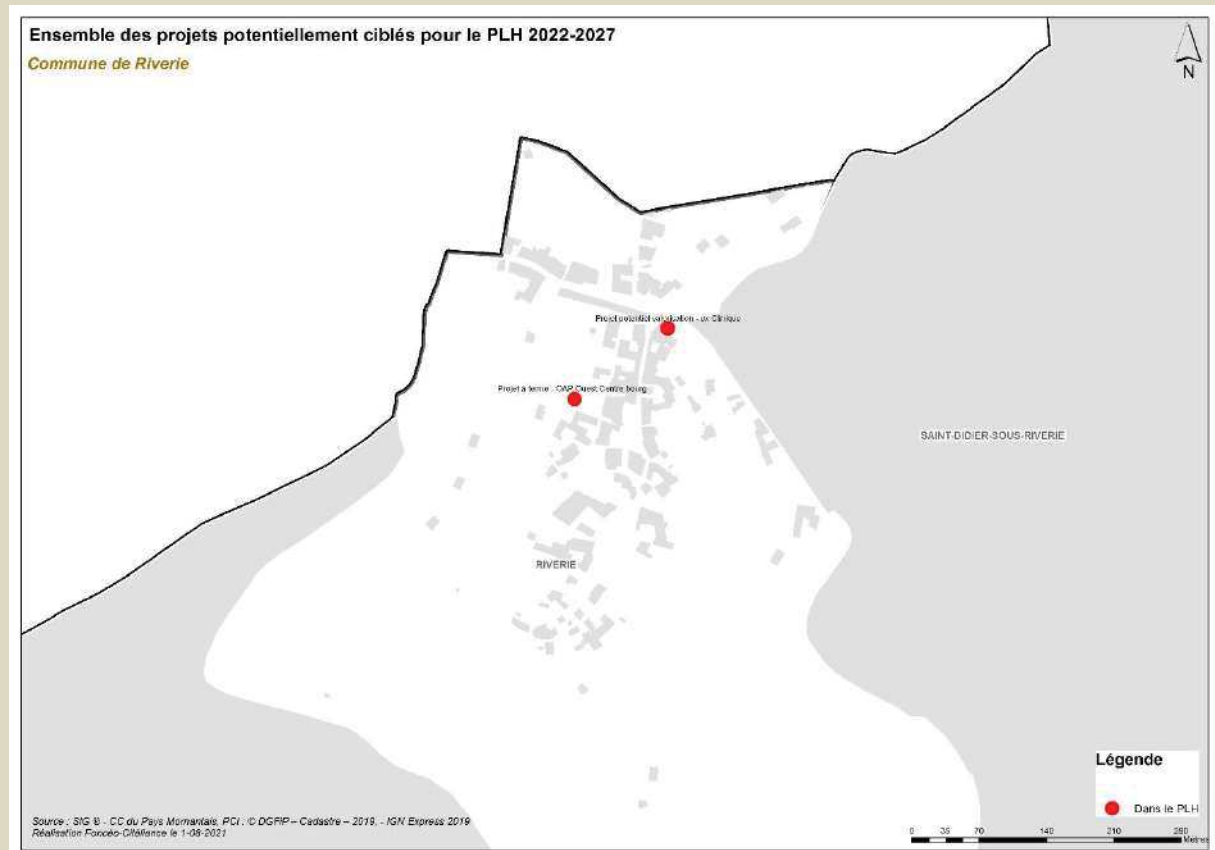 Ensemble des projets potentiellement ciblés pour le PLH 2022-2027
Commune de Riverie
N
Projet potentiel valorisation - ex Clinique
Projet à terme - OAP Ouest Centre bourg
SAINT-DIDIER-SOUS-RIVERIE
RIVERIE
Légende
Dans le PLH
Source : SIG © - CC du Pays Mornantais, PCI : © DGFIP – Cadastre – 2019, - IGN Express 2019
Réalisation Foncéo-Citéliance le 1-08-2021
0 35 70 140 210 280
Mètres